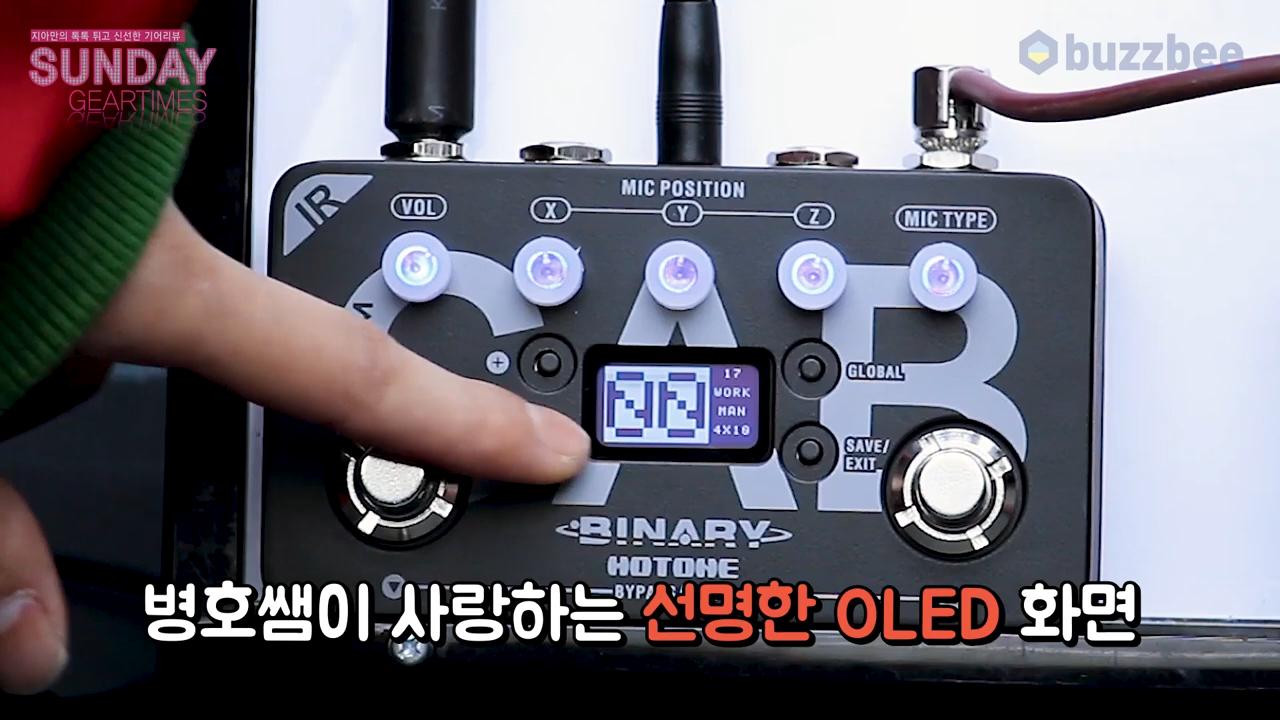 지아만의 톡톡 튀고 신선한 기어리뷰
SUNDAY
GEARTIMES
buzzbee
IR
MIC POSITION
VOL
X
Y
Z
MIC TYPE
CAB
M
+
GLOBAL
00
17
WORK
MAN
4X10
SAVE/
EXIT
BINARY
HOTONE
병호쌤이 사랑하는 선명한 OLED 화면